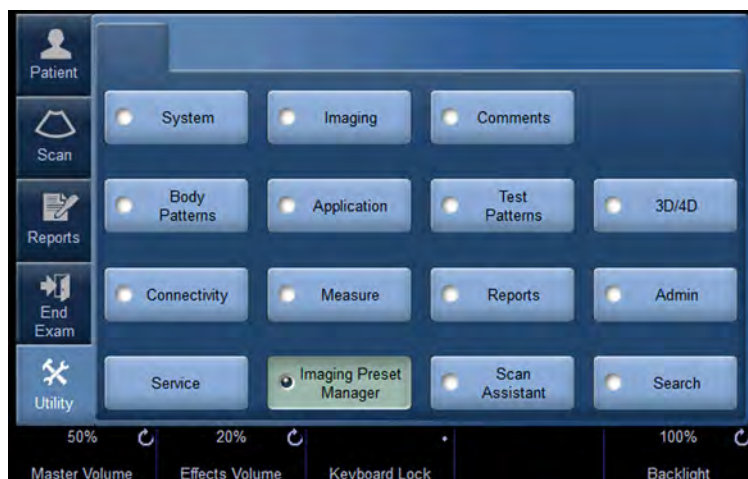 Patient
Scan
Reports
End
Exam
Utility
System
Imaging
Comments
Body
Patterns
Application
Test
Patterns
3D/4D
Connectivity
Measure
Reports
Admin
Service
Imaging Preset
Manager
Scan
Assistant
Search
50%
20%
100%
Master Volume
Effects Volume
Keyboard Lock
Backlight